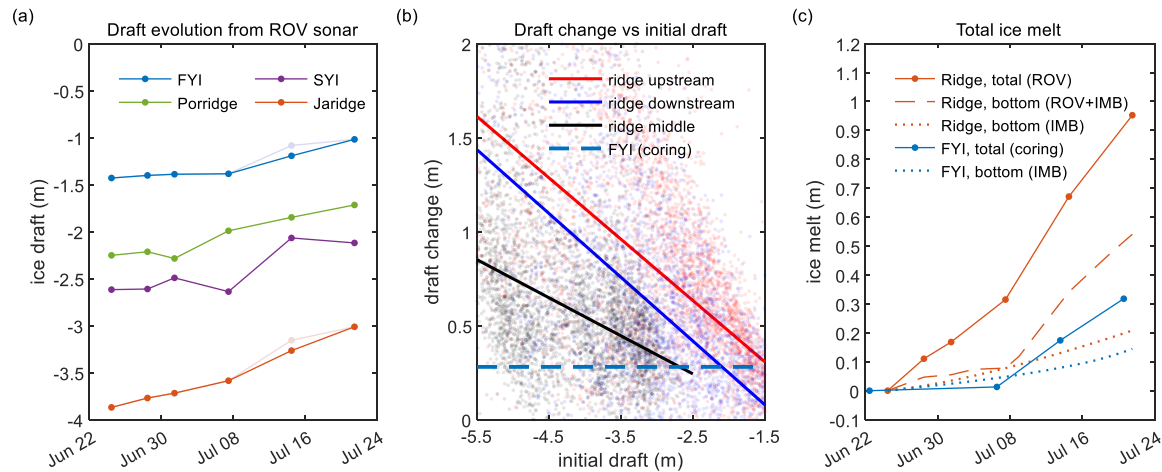 (a)
Draft evolution from ROV sonar
FYI
SYI
Porridge
Jaridge
0
-0.5
-1
-1.5
-2
-2.5
-3
-3.5
-4
ice draft (m)
Jun 22
Jun 30
Jul 08
Jul 16
Jul 24
(b)
Draft change vs initial draft
ridge upstream
ridge downstream
ridge middle
FYI (coring)
2
1.5
1
0.5
0
draft change (m)
-5.5
-4.5
-3.5
-2.5
-1.5
initial draft (m)
(c)
Total ice melt
Ridge, total (ROV)
Ridge, bottom (ROV+IMB)
Ridge, bottom (IMB)
FYI, total (coring)
FYI, bottom (IMB)
1.2
1.1
1
0.9
0.8
0.7
0.6
0.5
0.4
0.3
0.2
0.1
0
-0.1
ice melt (m)
Jun 22
Jun 30
Jul 08
Jul 16
Jul 24